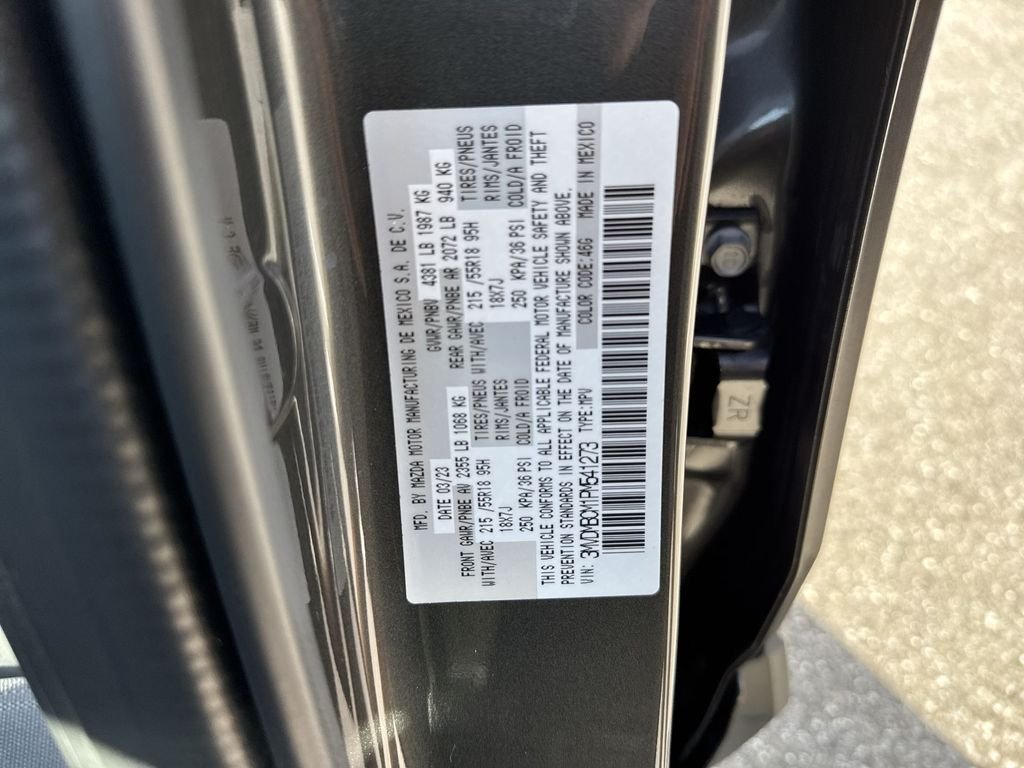 MFD. BY MAZDA MOTOR MANUFACTURING DE MEXICO S.A. DE C.V.
DATE 03/23 GVWR/PNBV 4381 LB 1987 KG
FRONT GAWR/PNBE AV 2355 LB 1068 KG REAR GAWR/PNBE AR 2072 LB 940 KG
WITH/AVEC 215 /55R18 95H TIRES/PNEUS WITH/AVEC 215 /55R18 95H TIRES/PNEUS
18X7J RIMS/JANTES 18X7J RIMS/JANTES
250 KPA/36 PSI COLD/A FROID 250 KPA/36 PSI COLD/A FROID
THIS VEHICLE CONFORMS TO ALL APPLICABLE FEDERAL MOTOR VEHICLE SAFETY AND THEFT
PREVENTION STANDARDS IN EFFECT ON THE DATE OF MANUFACTURE SHOWN ABOVE.
VIN: 3MVDMBCM1PM541273 TYPE:MPV COLOR CODE:46G MADE IN MEXICO
ZR